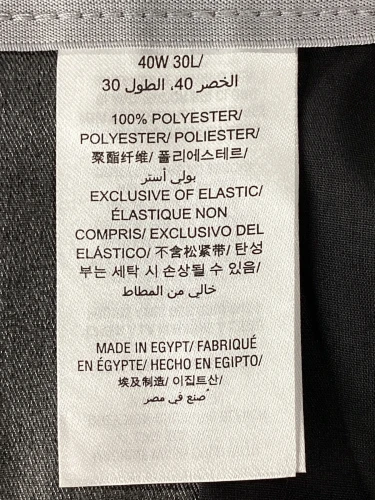 40W 30L/
الخصر 40، الطول 30
100% POLYESTER/
POLYESTER/ POLIESTER/
聚酯纤维/ 폴리에스테르/
بولي أستر
EXCLUSIVE OF ELASTIC/
ÉLASTIQUE NON
COMPRIS/ EXCLUSIVO DEL
ELÁSTICO/ 不含松紧带/ 탄성
부는 세탁 시 손상될 수 있음/
خالي من المطاط
MADE IN EGYPT/ FABRIQUÉ
EN ÉGYPTE/ HECHO EN EGIPTO/
埃及制造/ 이집트산/
صنع في مصر